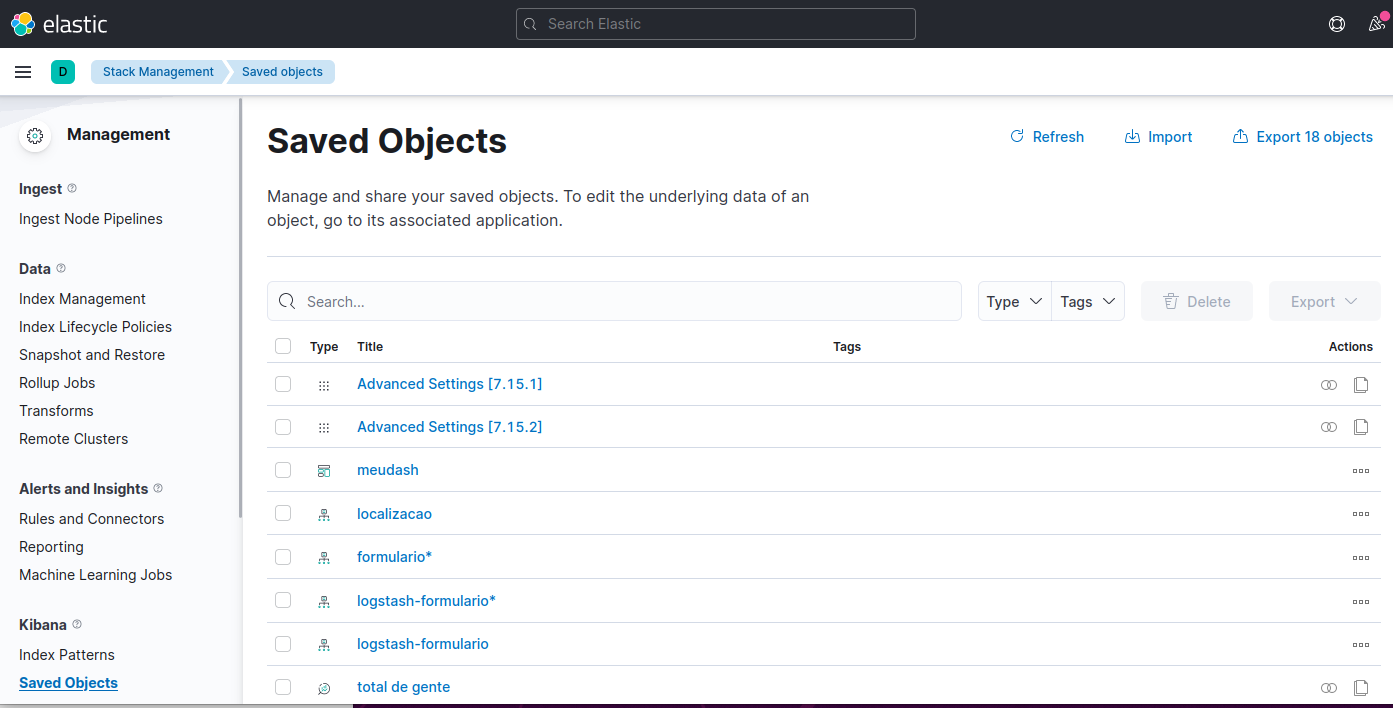 elastic
Search Elastic
D
Stack Management
Saved objects
Management
Ingest
Ingest Node Pipelines
Data
Index Management
Index Lifecycle Policies
Snapshot and Restore
Rollup Jobs
Transforms
Remote Clusters
Alerts and Insights
Rules and Connectors
Reporting
Machine Learning Jobs
Kibana
Index Patterns
Saved Objects
Saved Objects
Refresh
Import
Export 18 objects
Manage and share your saved objects. To edit the underlying data of an
object, go to its associated application.
Search...
Type
Tags
Delete
Export
Type Title Tags Actions
Advanced Settings [7.15.1]
Advanced Settings [7.15.2]
meudash
localizacao
formulario*
logstash-formulario*
logstash-formulario
total de gente